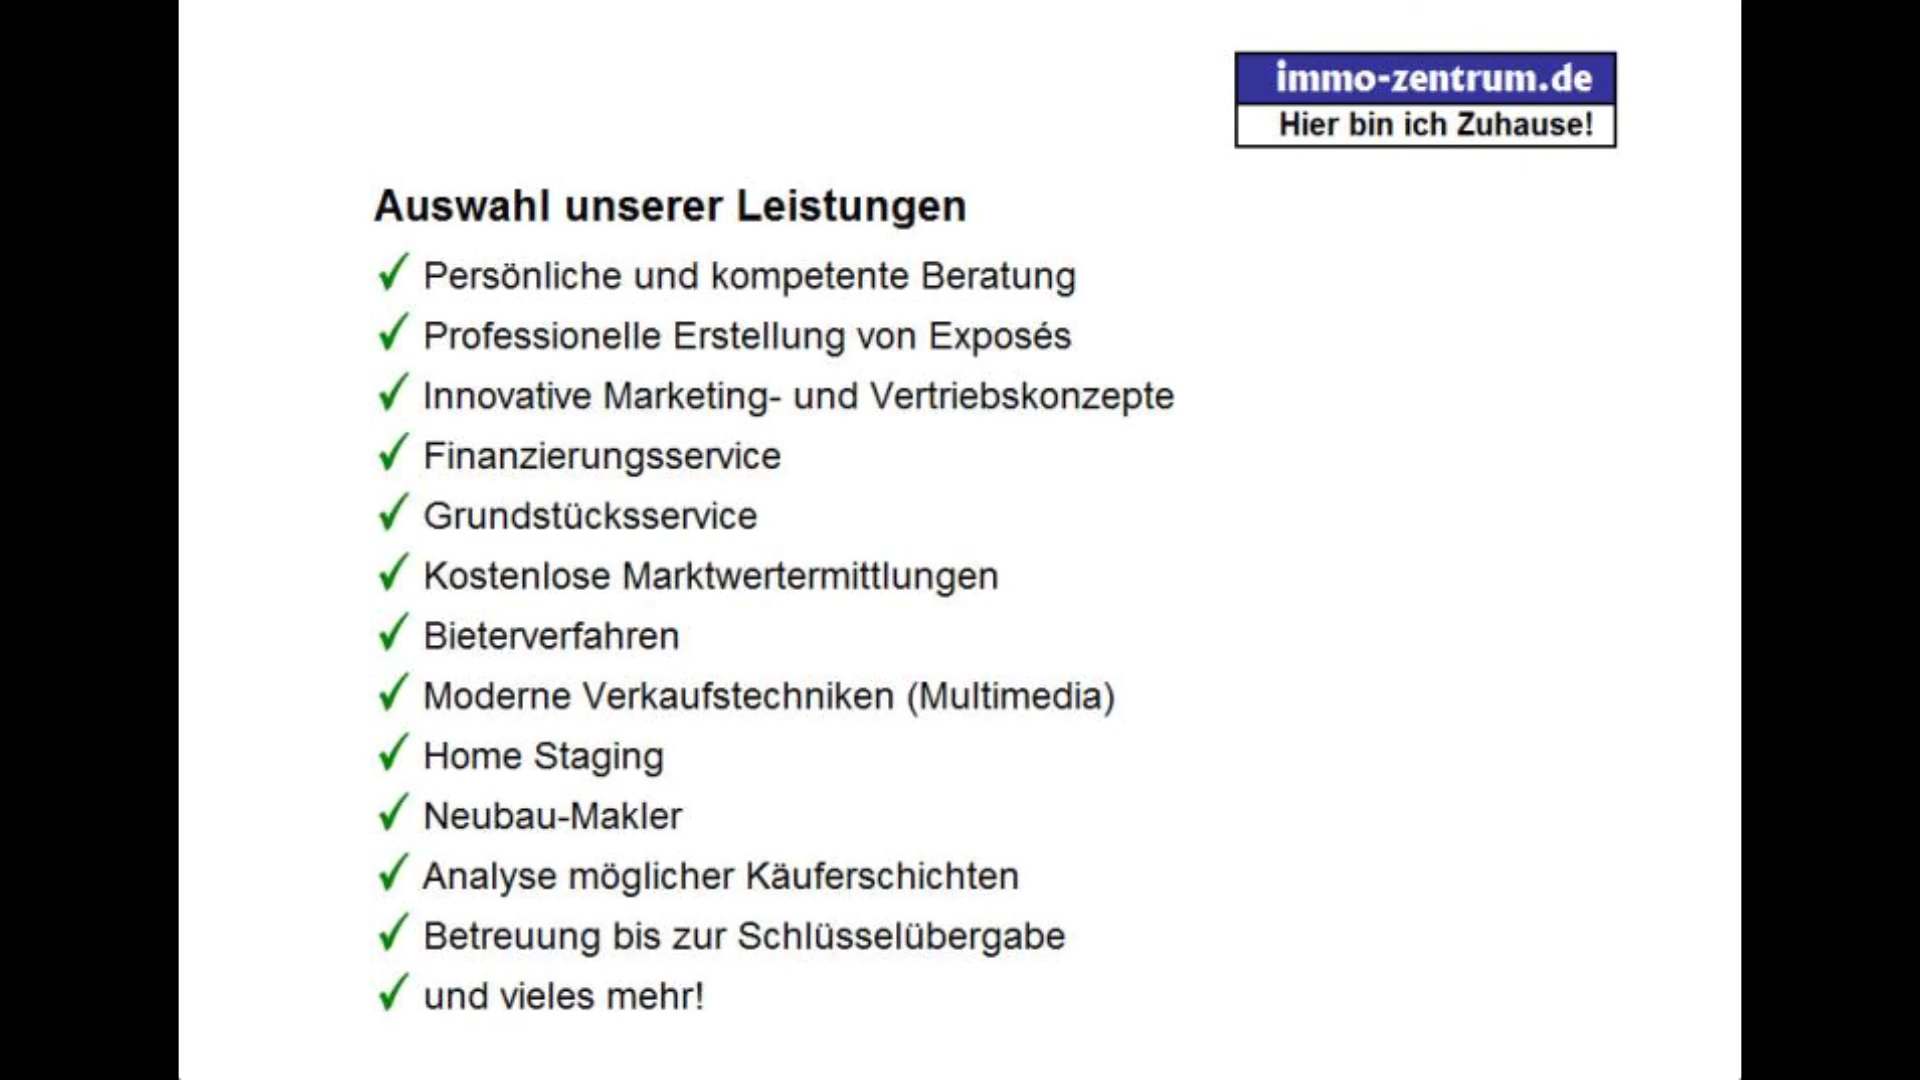 immo-zentrum.de
Hier bin ich Zuhause!
Auswahl unserer Leistungen
✓ Persönliche und kompetente Beratung
✓ Professionelle Erstellung von Exposés
✓ Innovative Marketing- und Vertriebskonzepte
✓ Finanzierungsservice
✓ Grundstücksservice
✓ Kostenlose Marktwertermittlungen
✓ Bieterverfahren
✓ Moderne Verkaufstechniken (Multimedia)
✓ Home Staging
✓ Neubau-Makler
✓ Analyse möglicher Käuferschichten
✓ Betreuung bis zur Schlüsselübergabe
✓ und vieles mehr!